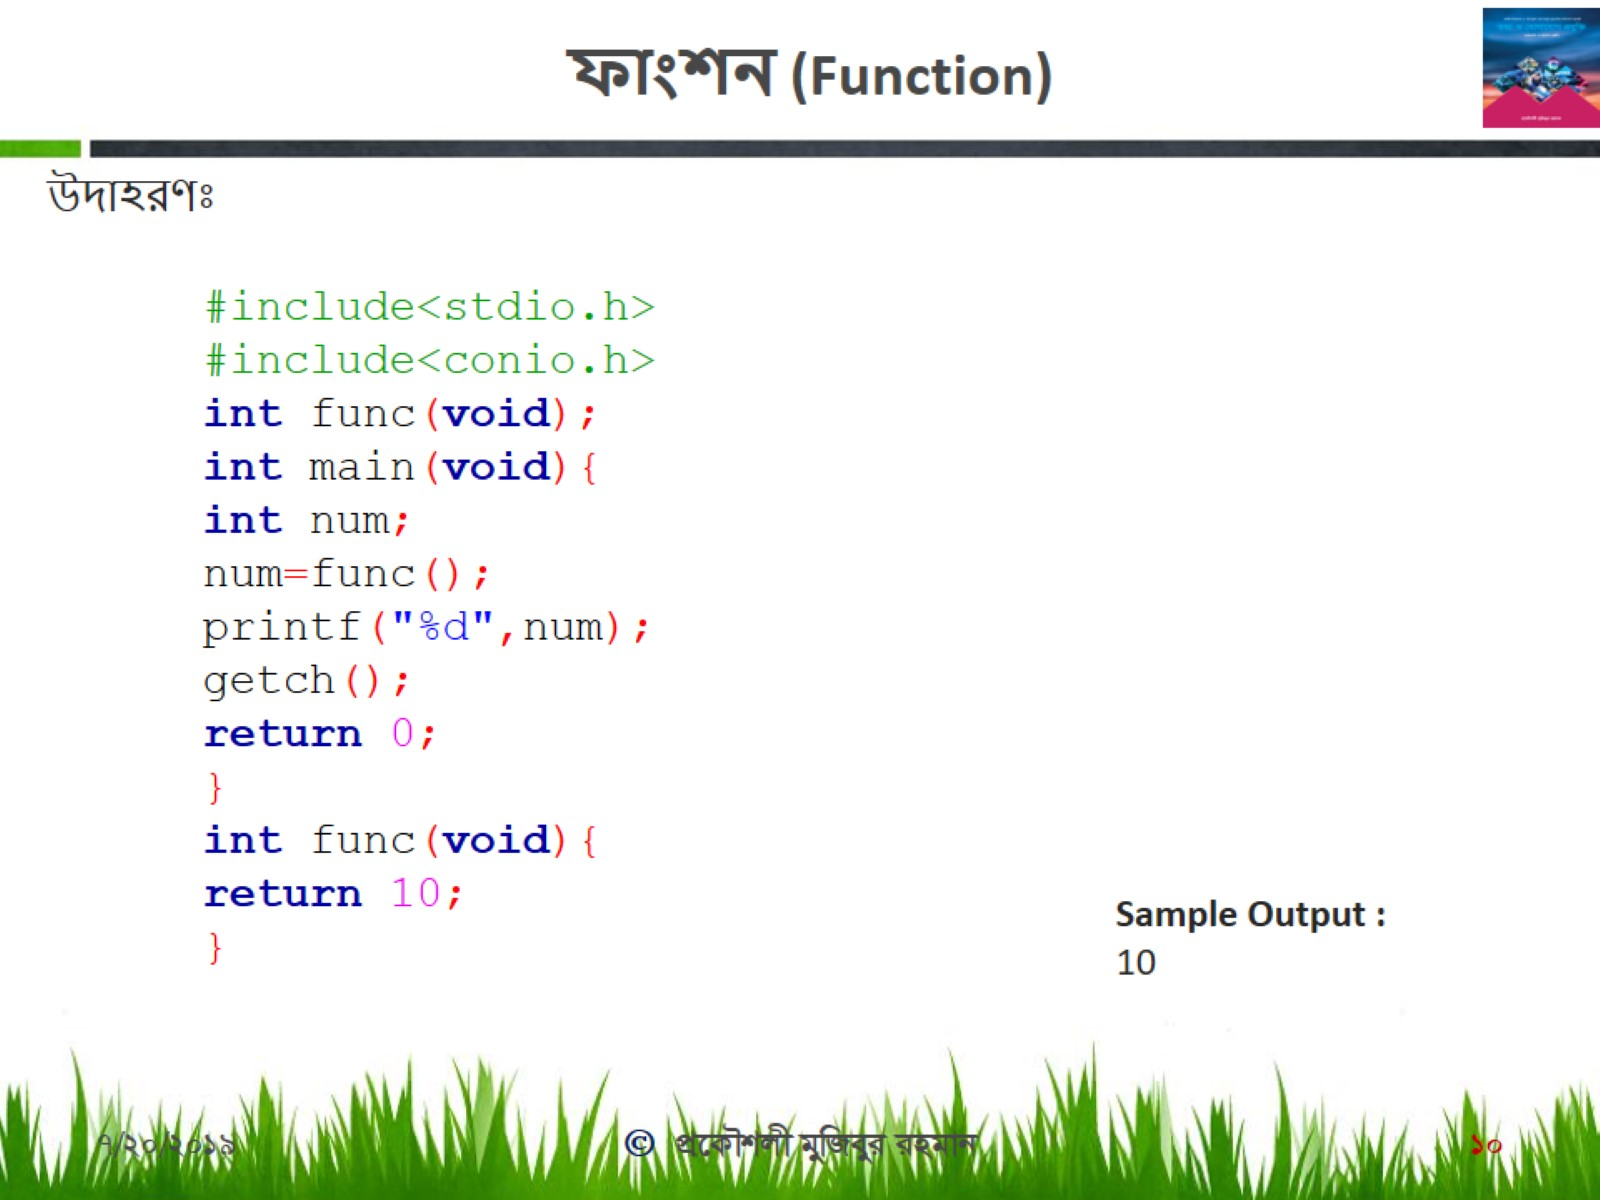 ফাংশন (Function)
উদাহরণঃ
#include<stdio.h>
#include<conio.h>
int func(void);
int main(void){
int num;
num=func();
printf("%d",num);
getch();
return 0;
}
int func(void){
return 10;
}
Sample Output :
10
৭/২০/২০১৯
© প্রকৌশলী মুজিবুর রহমান
১০